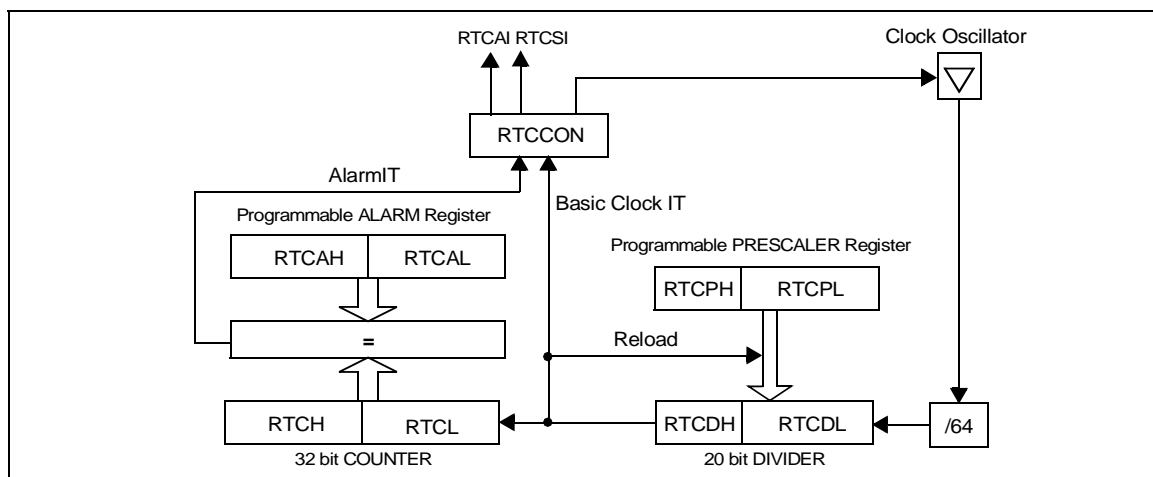 RTCAI RTCSI
Clock Oscillator
RTCCON
AlarmIT
Basic Clock IT
Programmable ALARM Register
Programmable PRESCALER Register
RTCAH RTCAL
RTCPH RTCPL
=
Reload
RTCH RTCL
RTCDH RTCDL
/64
32 bit COUNTER
20 bit DIVIDER